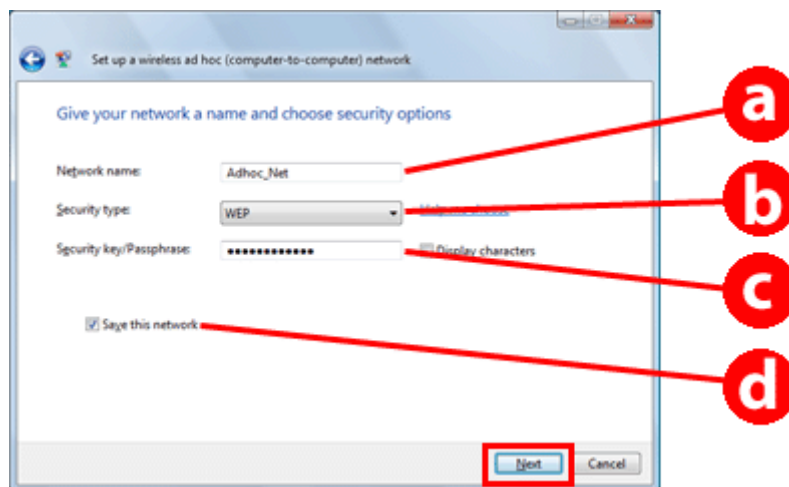 Set up a wireless ad hoc (computer-to-computer) network
Give your network a name and choose security options
Network name: Adhoc_Net
Security type: WEP
Security key/Passphrase: ●●●●●●●●●●●● Display characters
Save this network
Next Cancel
a
b
c
d